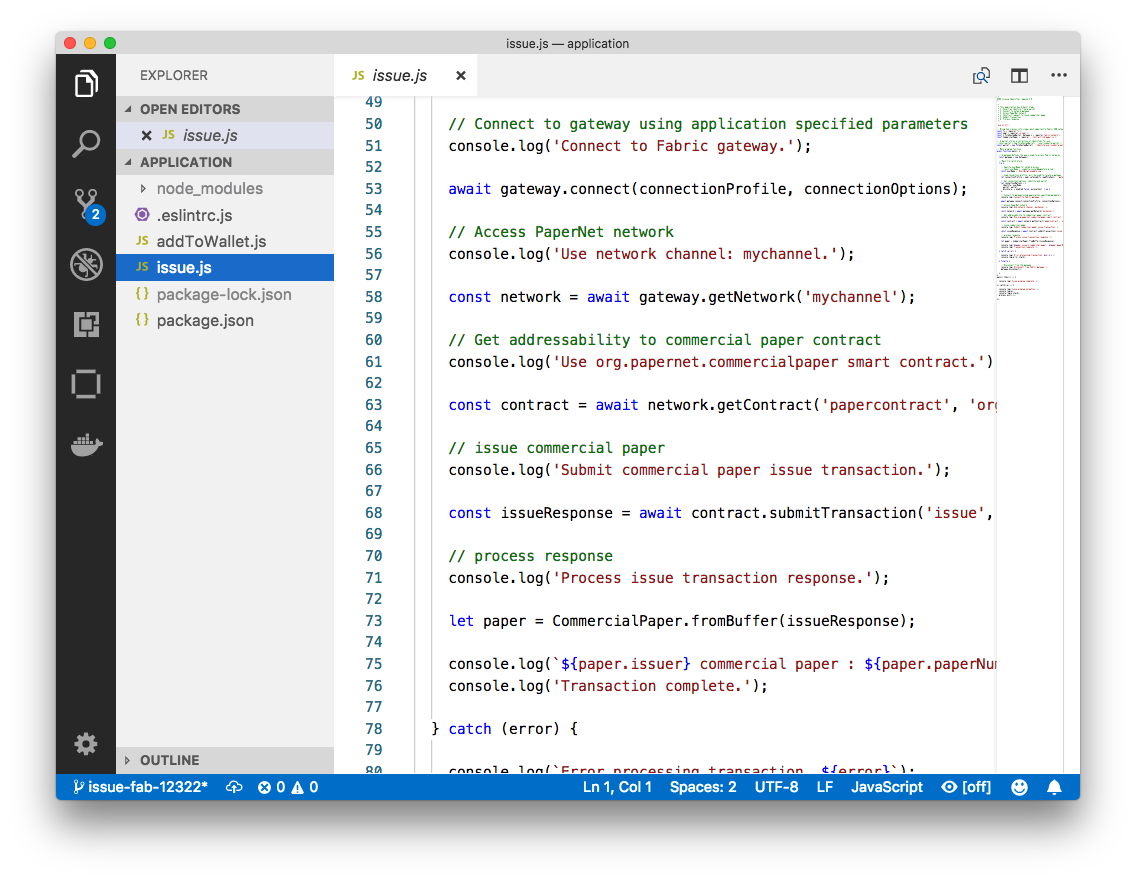 issue.js — application
EXPLORER
OPEN EDITORS
JS issue.js
APPLICATION
node_modules
.eslintrc.js
JS addToWallet.js
JS issue.js
{} package-lock.json
{} package.json
OUTLINE
2
JS issue.js
49
50 // Connect to gateway using application specified parameters
51 console.log('Connect to Fabric gateway.');
52
53 await gateway.connect(connectionProfile, connectionOptions);
54
55 // Access PaperNet network
56 console.log('Use network channel: mychannel.');
57
58 const network = await gateway.getNetwork('mychannel');
59
60 // Get addressability to commercial paper contract
61 console.log('Use org.papernet.commercialpaper smart contract.')
62
63 const contract = await network.getContract('papercontract', 'org
64
65 // issue commercial paper
66 console.log('Submit commercial paper issue transaction.');
67
68 const issueResponse = await contract.submitTransaction('issue',
69
70 // process response
71 console.log('Process issue transaction response.');
72
73 let paper = CommercialPaper.fromBuffer(issueResponse);
74
75 console.log(`${paper.issuer} commercial paper : ${paper.paperNum
76 console.log('Transaction complete.');
77
78 } catch (error) {
79
80 console.log(`Error processing transaction. ${error}`);
issue-fab-12322* 0 0 Ln 1, Col 1 Spaces: 2 UTF-8 LF JavaScript [off]